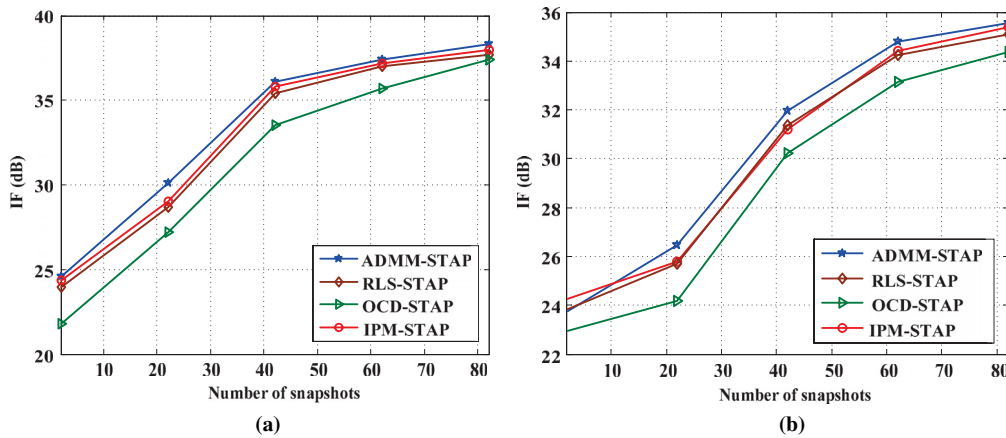 40
35
30
25
20
IF (dB)
10 20 30 40 50 60 70 80
Number of snapshots
ADMM-STAP
RLS-STAP
OCD-STAP
IPM-STAP
(a)
36
34
32
30
28
26
24
22
IF (dB)
10 20 30 40 50 60 70 80
Number of snapshots
ADMM-STAP
RLS-STAP
OCD-STAP
IPM-STAP
(b)